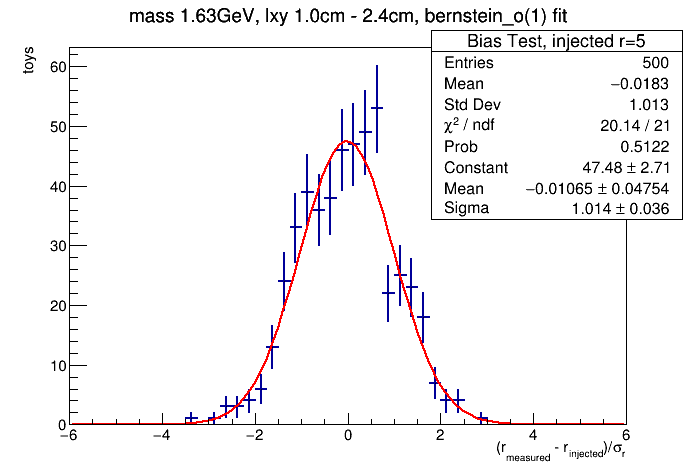 mass 1.63GeV, lxy 1.0cm - 2.4cm, bernstein_o(1) fit
toys
Bias Test, injected r=5
Entries 500
Mean −0.0183
Std Dev 1.013
χ² / ndf 20.14 / 21
Prob 0.5122
Constant 47.48 ± 2.71
Mean −0.01065 ± 0.04754
Sigma 1.014 ± 0.036
60
50
40
30
20
10
0
−6 −4 −2 0 2 4 6
(r_measured - r_injected)/σ_r